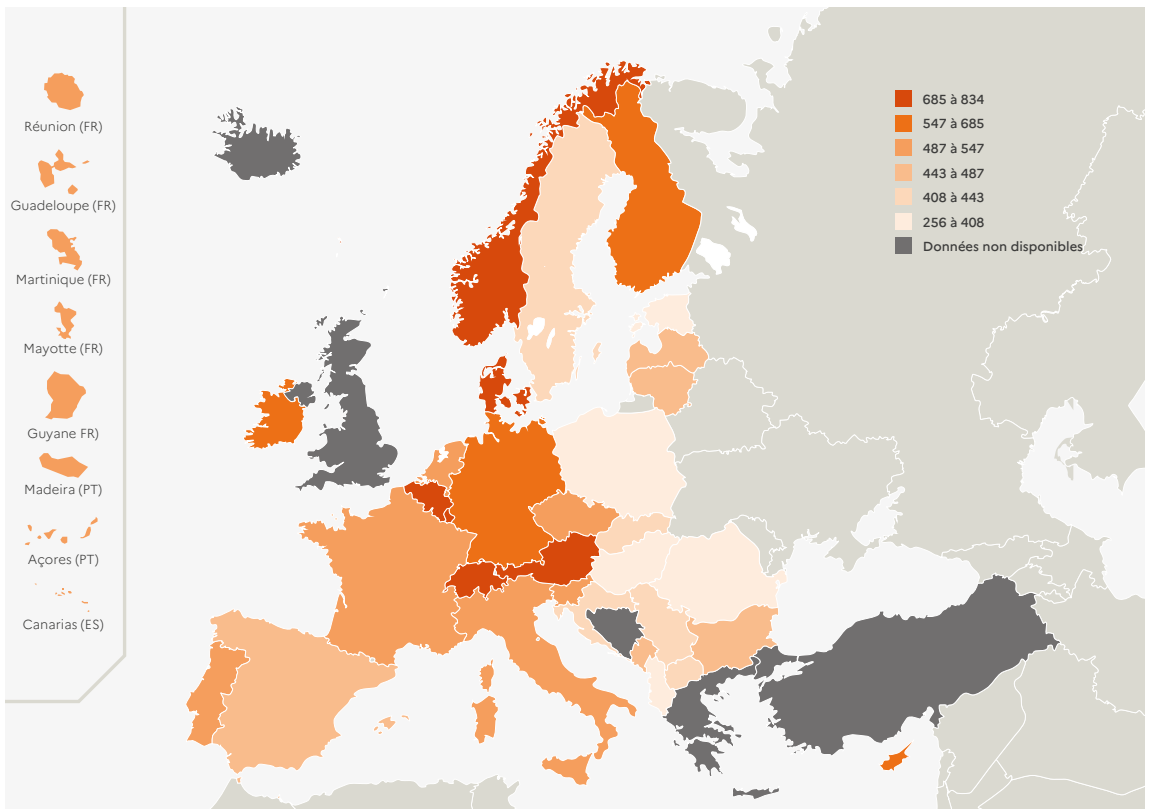 Réunion (FR)
Guadeloupe (FR)
Martinique (FR)
Mayotte (FR)
Guyane FR)
Madeira (PT)
Açores (PT)
Canarias (ES)
685 à 834
547 à 685
487 à 547
443 à 487
408 à 443
256 à 408
Données non disponibles